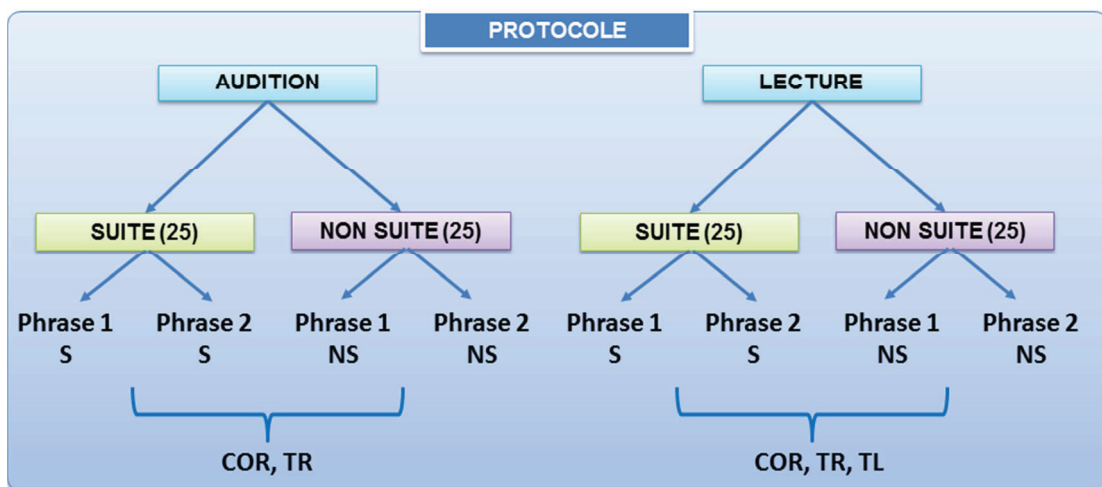 PROTOCOLE
AUDITION
LECTURE
SUITE (25)
NON SUITE (25)
SUITE (25)
NON SUITE (25)
Phrase 1
S
Phrase 2
S
Phrase 1
NS
Phrase 2
NS
Phrase 1
S
Phrase 2
S
Phrase 1
NS
Phrase 2
NS
COR, TR
COR, TR, TL